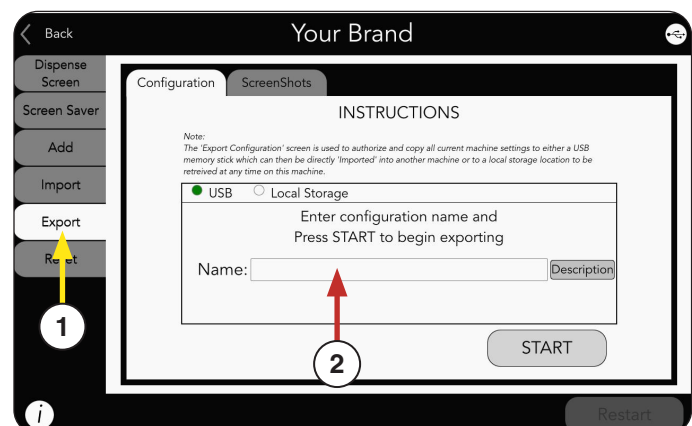 Back
Your Brand
Dispense
Screen
Screen Saver
Add
Import
Export
Reset
Configuration
ScreenShots
INSTRUCTIONS
Note:
The 'Export Configuration' screen is used to authorize and copy all current machine settings to either a USB
memory stick which can then be directly 'Imported' into another machine or to a local storage location to be
retreived at any time on this machine.
USB
Local Storage
Enter configuration name and
Press START to begin exporting
Name:
Description
START
1
2
i
Restart